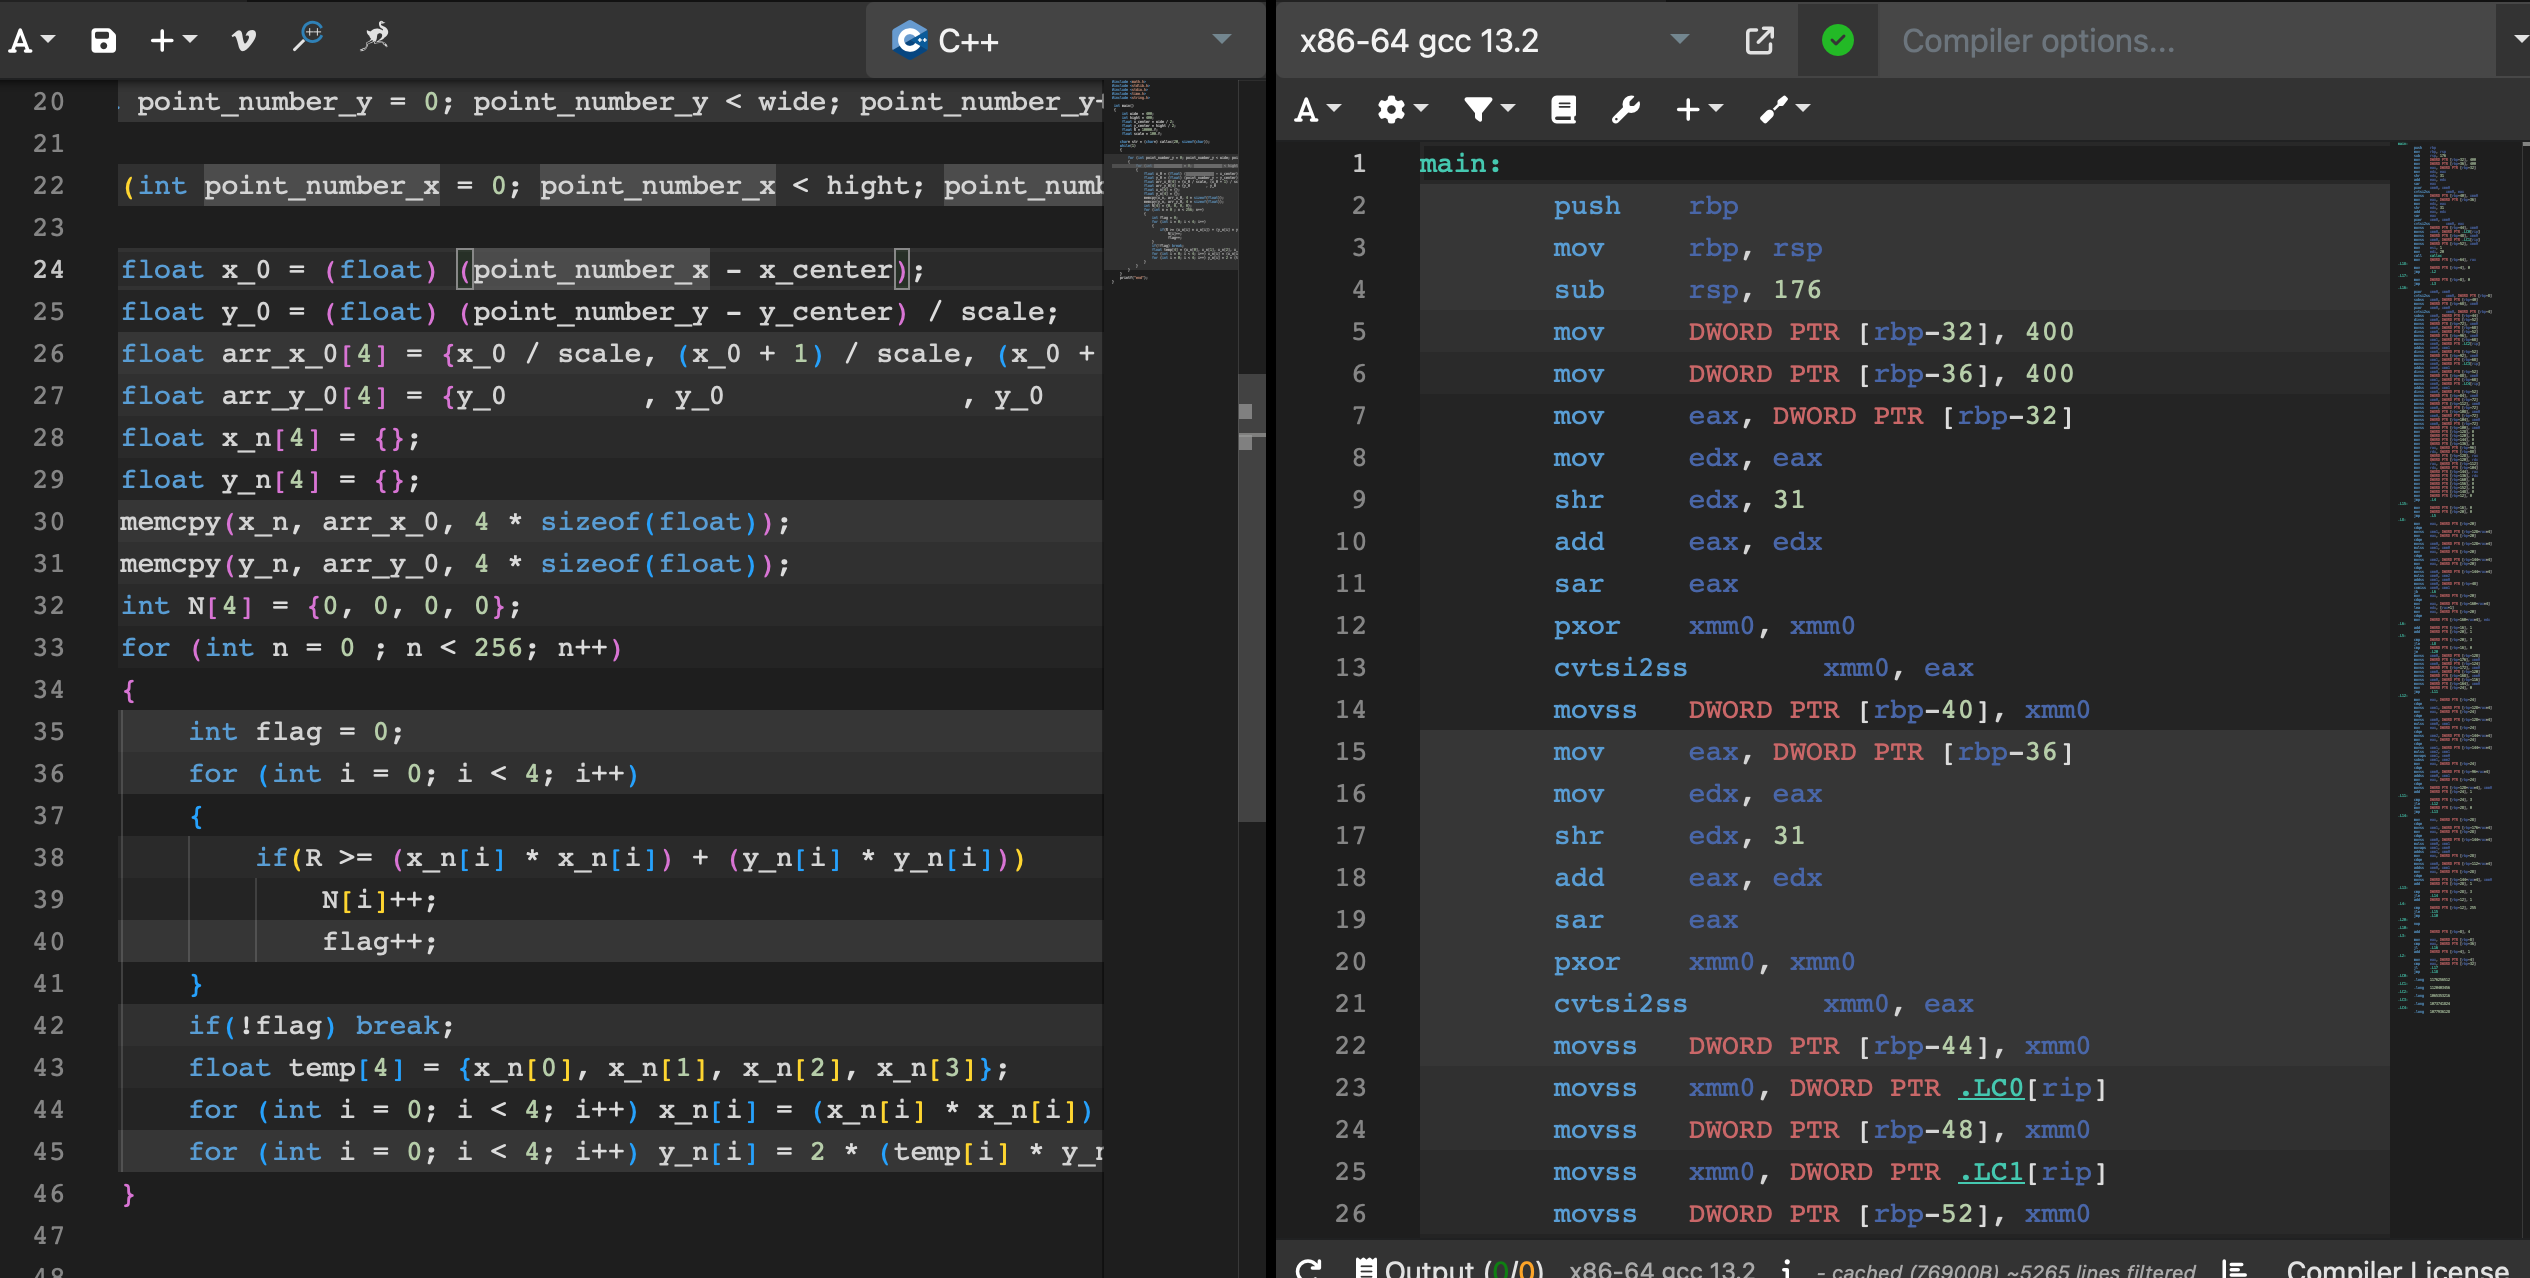 A
C++
20 point_number_y = 0; point_number_y < wide; point_number_y+
21
22 (int point_number_x = 0; point_number_x < hight; point_numb
23
24 float x_0 = (float) (point_number_x - x_center);
25 float y_0 = (float) (point_number_y - y_center) / scale;
26 float arr_x_0[4] = {x_0 / scale, (x_0 + 1) / scale, (x_0 +
27 float arr_y_0[4] = {y_0 , y_0 , y_0
28 float x_n[4] = {};
29 float y_n[4] = {};
30 memcpy(x_n, arr_x_0, 4 * sizeof(float));
31 memcpy(y_n, arr_y_0, 4 * sizeof(float));
32 int N[4] = {0, 0, 0, 0};
33 for (int n = 0 ; n < 256; n++)
34 {
35 int flag = 0;
36 for (int i = 0; i < 4; i++)
37 {
38 if(R >= (x_n[i] * x_n[i]) + (y_n[i] * y_n[i]))
39 N[i]++;
40 flag++;
41 }
42 if(!flag) break;
43 float temp[4] = {x_n[0], x_n[1], x_n[2], x_n[3]};
44 for (int i = 0; i < 4; i++) x_n[i] = (x_n[i] * x_n[i])
45 for (int i = 0; i < 4; i++) y_n[i] = 2 * (temp[i] * y_n
46 }
47
48
x86-64 gcc 13.2
Compiler options...
A
1 main:
2 push rbp
3 mov rbp, rsp
4 sub rsp, 176
5 mov DWORD PTR [rbp-32], 400
6 mov DWORD PTR [rbp-36], 400
7 mov eax, DWORD PTR [rbp-32]
8 mov edx, eax
9 shr edx, 31
10 add eax, edx
11 sar eax
12 pxor xmm0, xmm0
13 cvtsi2ss xmm0, eax
14 movss DWORD PTR [rbp-40], xmm0
15 mov eax, DWORD PTR [rbp-36]
16 mov edx, eax
17 shr edx, 31
18 add eax, edx
19 sar eax
20 pxor xmm0, xmm0
21 cvtsi2ss xmm0, eax
22 movss DWORD PTR [rbp-44], xmm0
23 movss xmm0, DWORD PTR .LC0[rip]
24 movss DWORD PTR [rbp-48], xmm0
25 movss xmm0, DWORD PTR .LC1[rip]
26 movss DWORD PTR [rbp-52], xmm0
Output (0/0) x86-64 gcc 13.2 i - cached (76900B) ~5265 lines filtered Compiler License